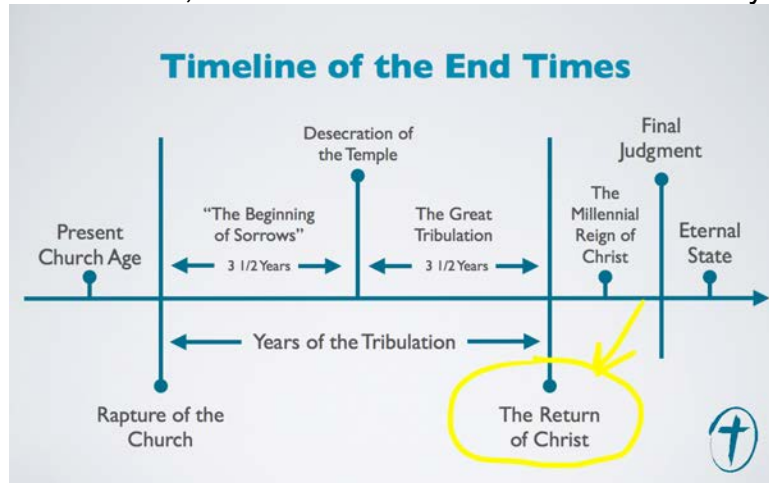 Timeline of the End Times
Desecration of
the Temple
Final
Judgment
Present
Church Age
“The Beginning
of Sorrows”
3 1/2 Years
The Great
Tribulation
3 1/2 Years
The
Millennial
Reign of
Christ
Eternal
State
Years of the Tribulation
Rapture of the
Church
The Return
of Christ